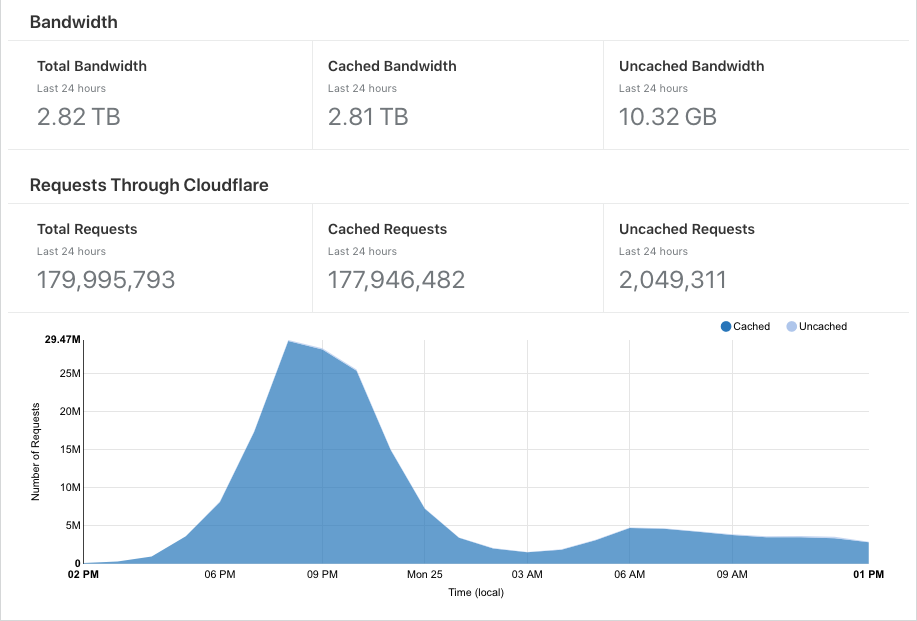 Bandwidth
Total Bandwidth
Last 24 hours
2.82 TB
Cached Bandwidth
Last 24 hours
2.81 TB
Uncached Bandwidth
Last 24 hours
10.32 GB
Requests Through Cloudflare
Total Requests
Last 24 hours
179,995,793
Cached Requests
Last 24 hours
177,946,482
Uncached Requests
Last 24 hours
2,049,311
Cached Uncached
Number of Requests
29.47M
25M
20M
15M
10M
5M
0
02 PM 06 PM 09 PM Mon 25 03 AM 06 AM 09 AM 01 PM
Time (local)